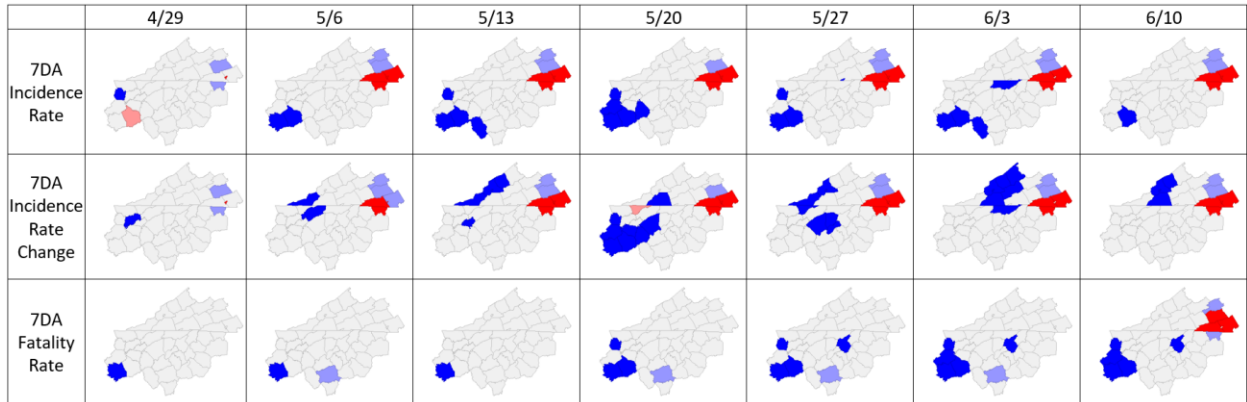 4/29 5/6 5/13 5/20 5/27 6/3 6/10
7DA
Incidence
Rate
7DA
Incidence
Rate
Change
7DA
Fatality
Rate